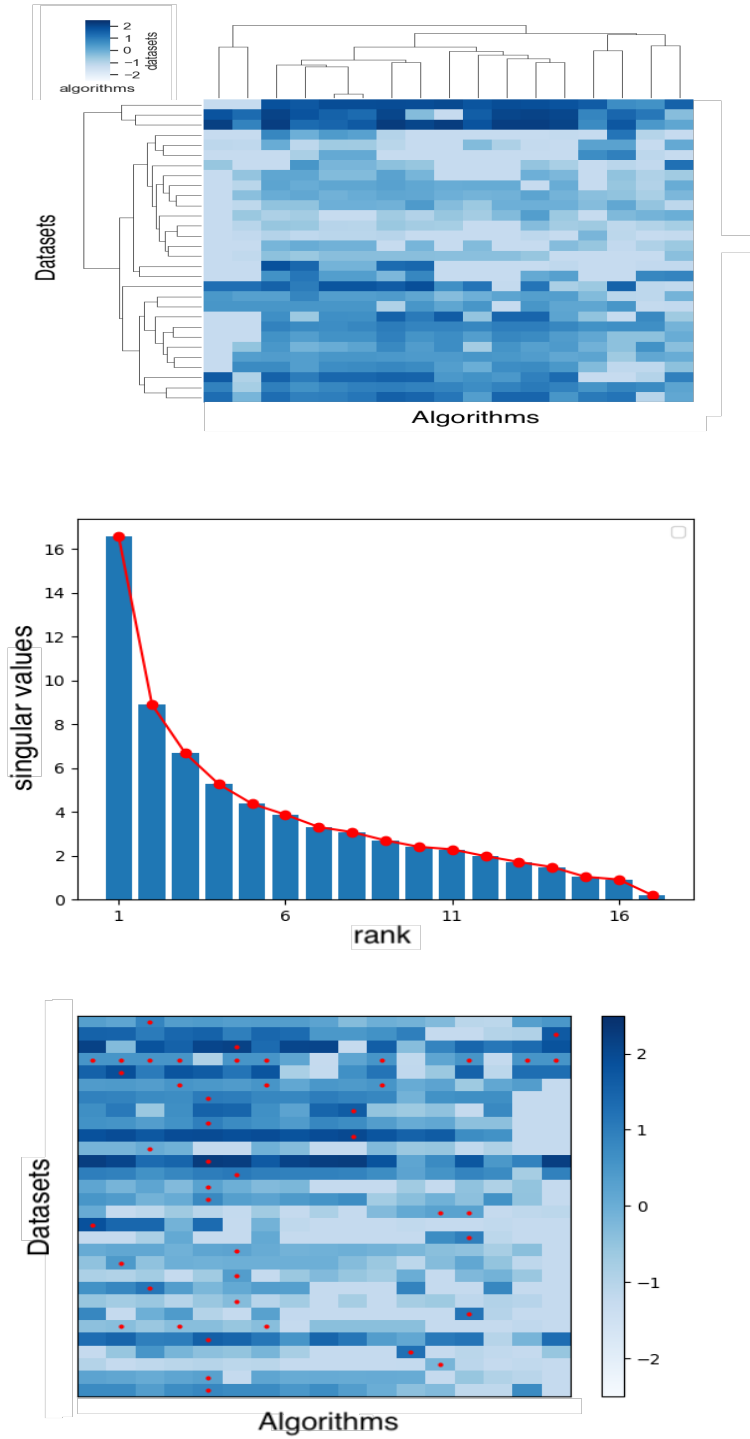 2
1
0
−1
−2
datasets
algorithms
Datasets
Algorithms
16
14
12
10
8
6
4
2
0
singular values
1
6
11
16
rank
Datasets
2
1
0
−1
−2
Algorithms